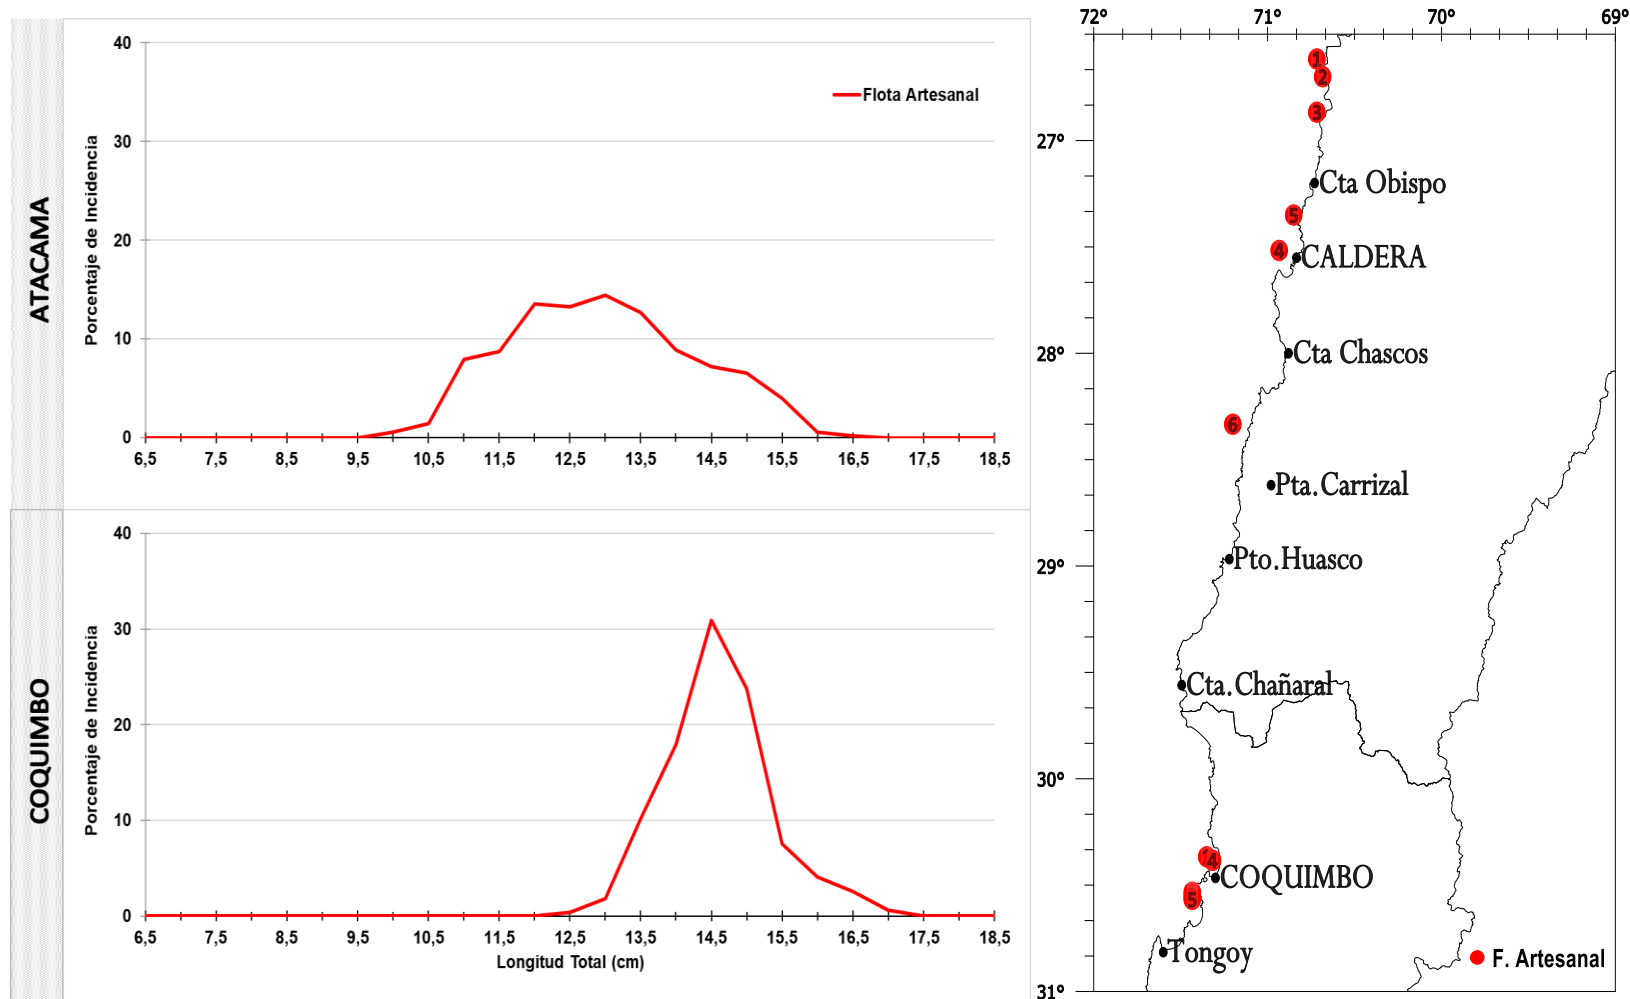 ATACAMA
Porcentaje de Incidencia
40
30
20
10
0
Flota Artesanal
6,5 7,5 8,5 9,5 10,5 11,5 12,5 13,5 14,5 15,5 16,5 17,5 18,5
COQUIMBO
Porcentaje de Incidencia
40
30
20
10
0
6,5 7,5 8,5 9,5 10,5 11,5 12,5 13,5 14,5 15,5 16,5 17,5 18,5
Longitud Total (cm)
72° 71° 70° 69°
1
2
3
27°
Cta Obispo
5
4
CALDERA
28°
Cta Chascos
6
Pta.Carrizal
29°
Pto.Huasco
Cta.Chañaral
30°
4
COQUIMBO
5
Tongoy
F. Artesanal
31°